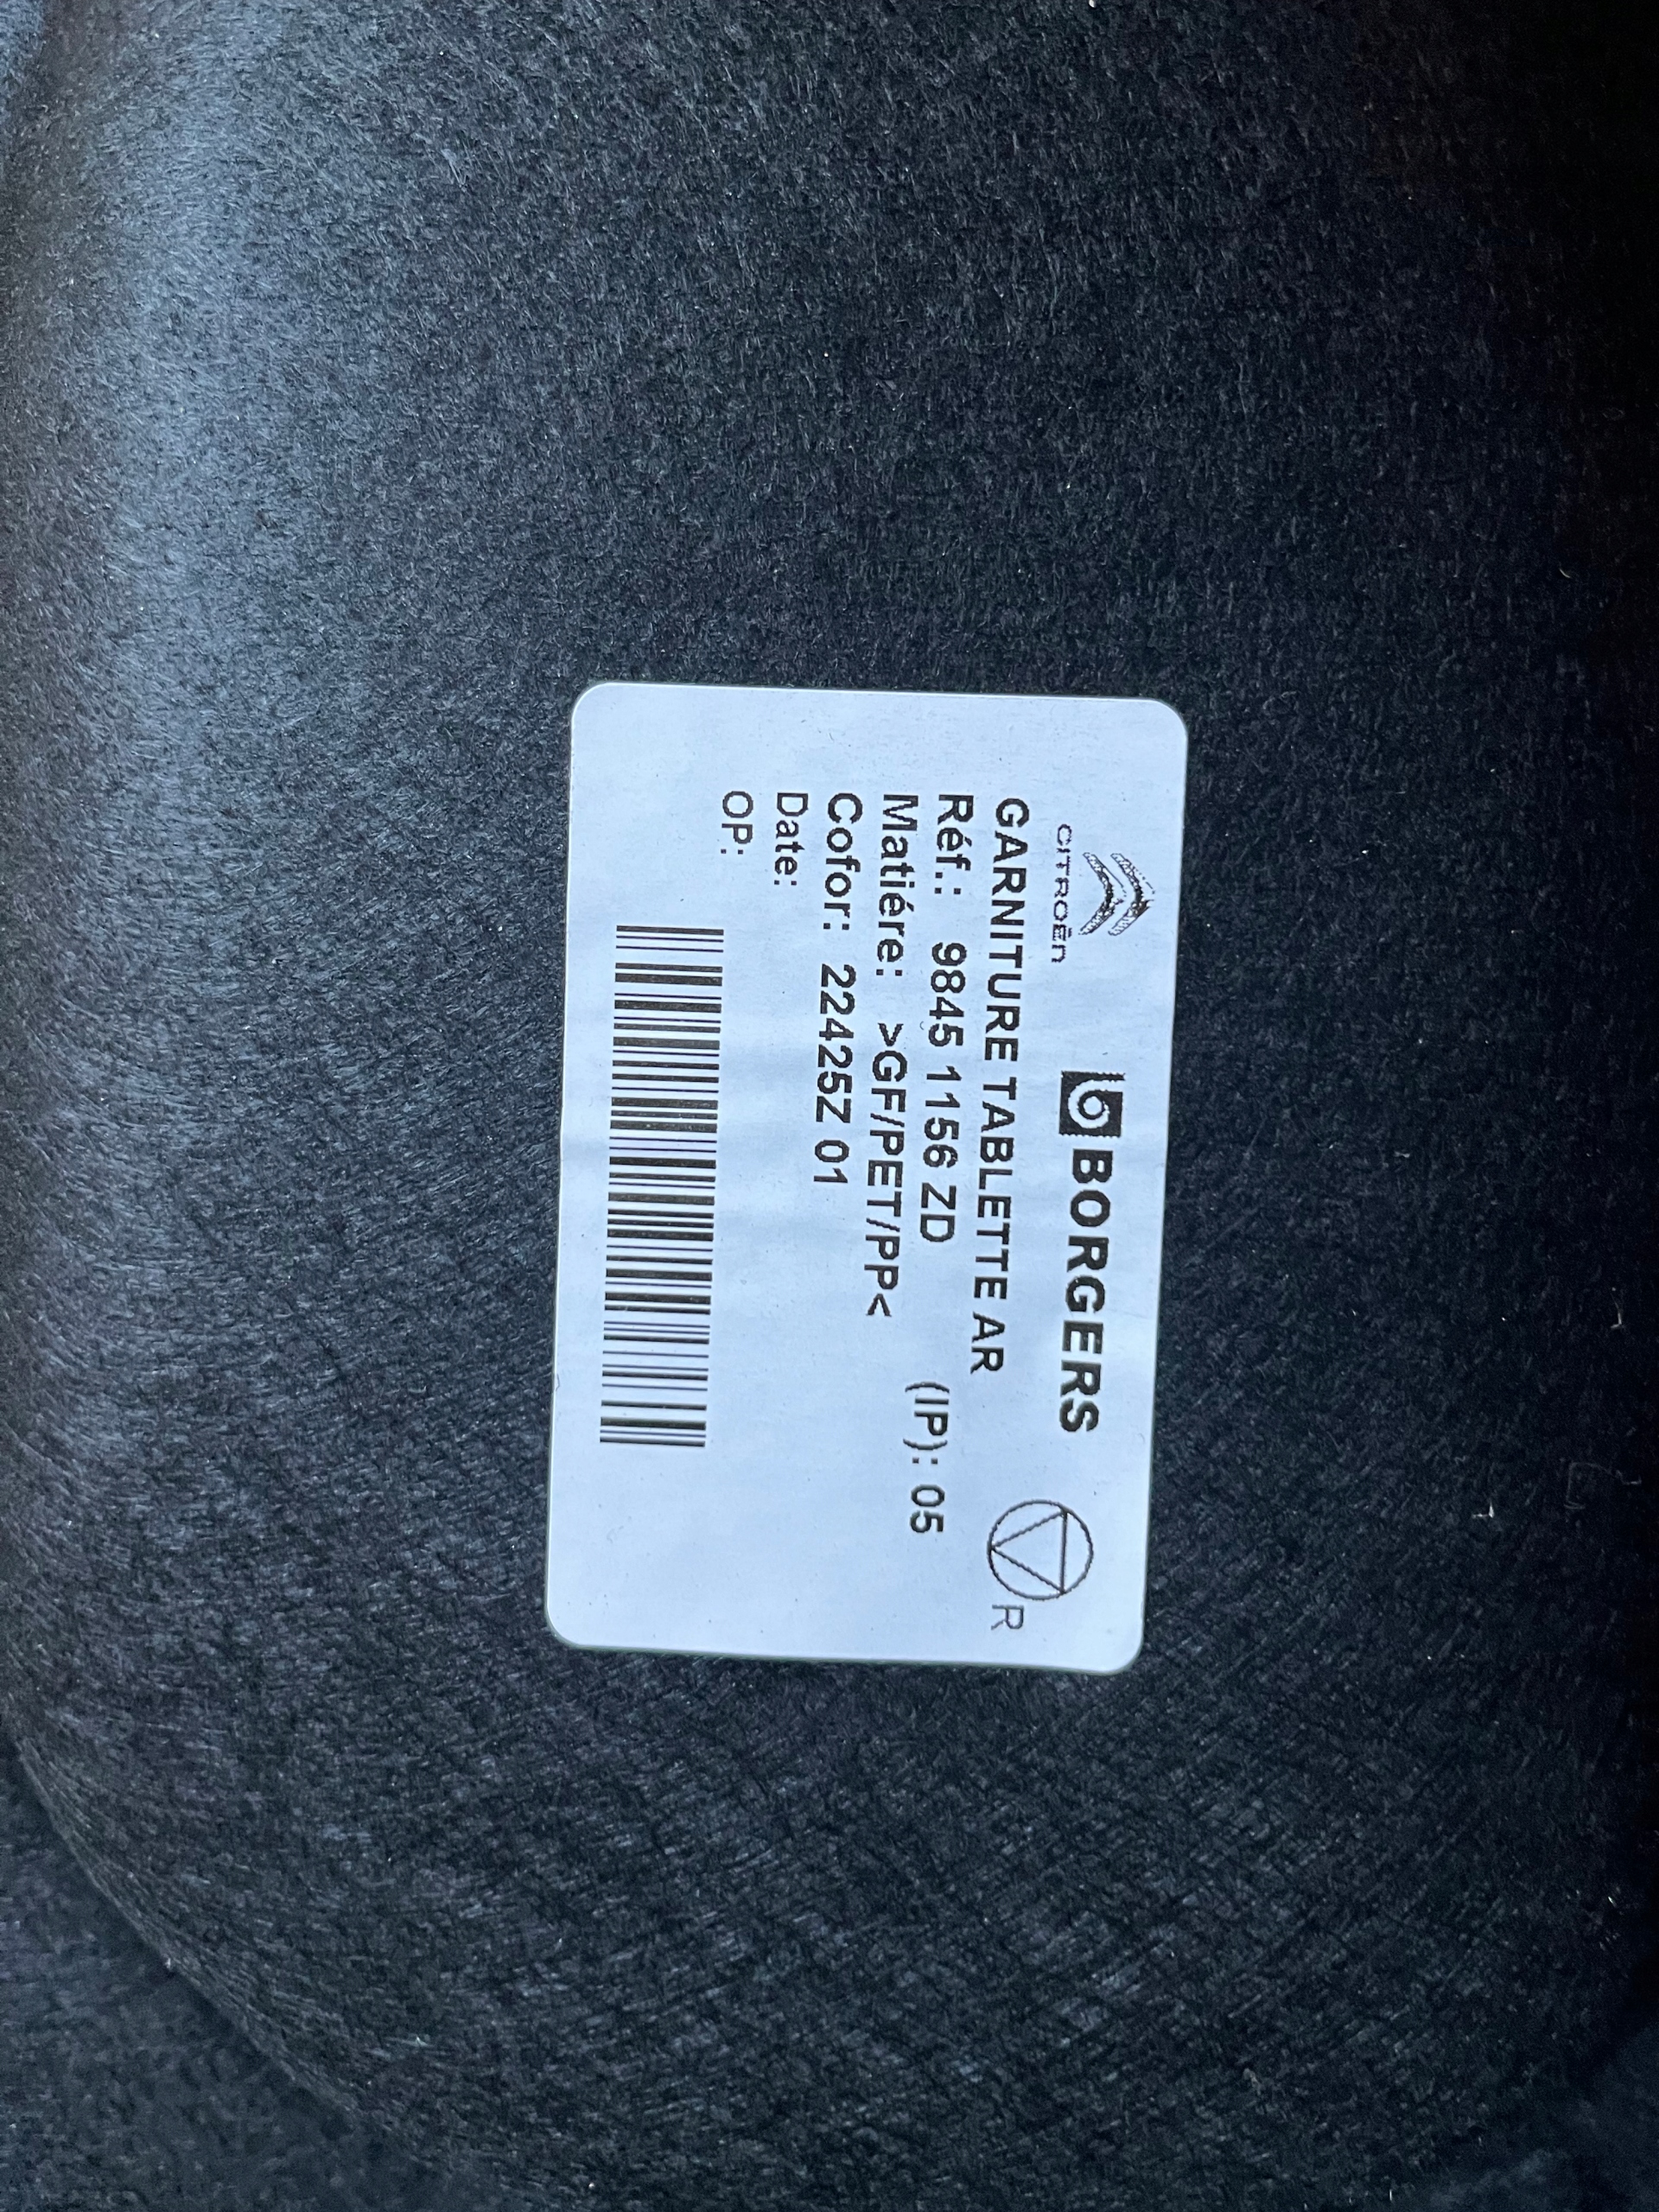 CITROËN
BORGERS
R
GARNITURE TABLETTE AR
Réf.: 9845 1156 ZD (IP): 05
Matiére: >GF/PET/PP<
Cofor: 22425Z 01
Date:
OP: